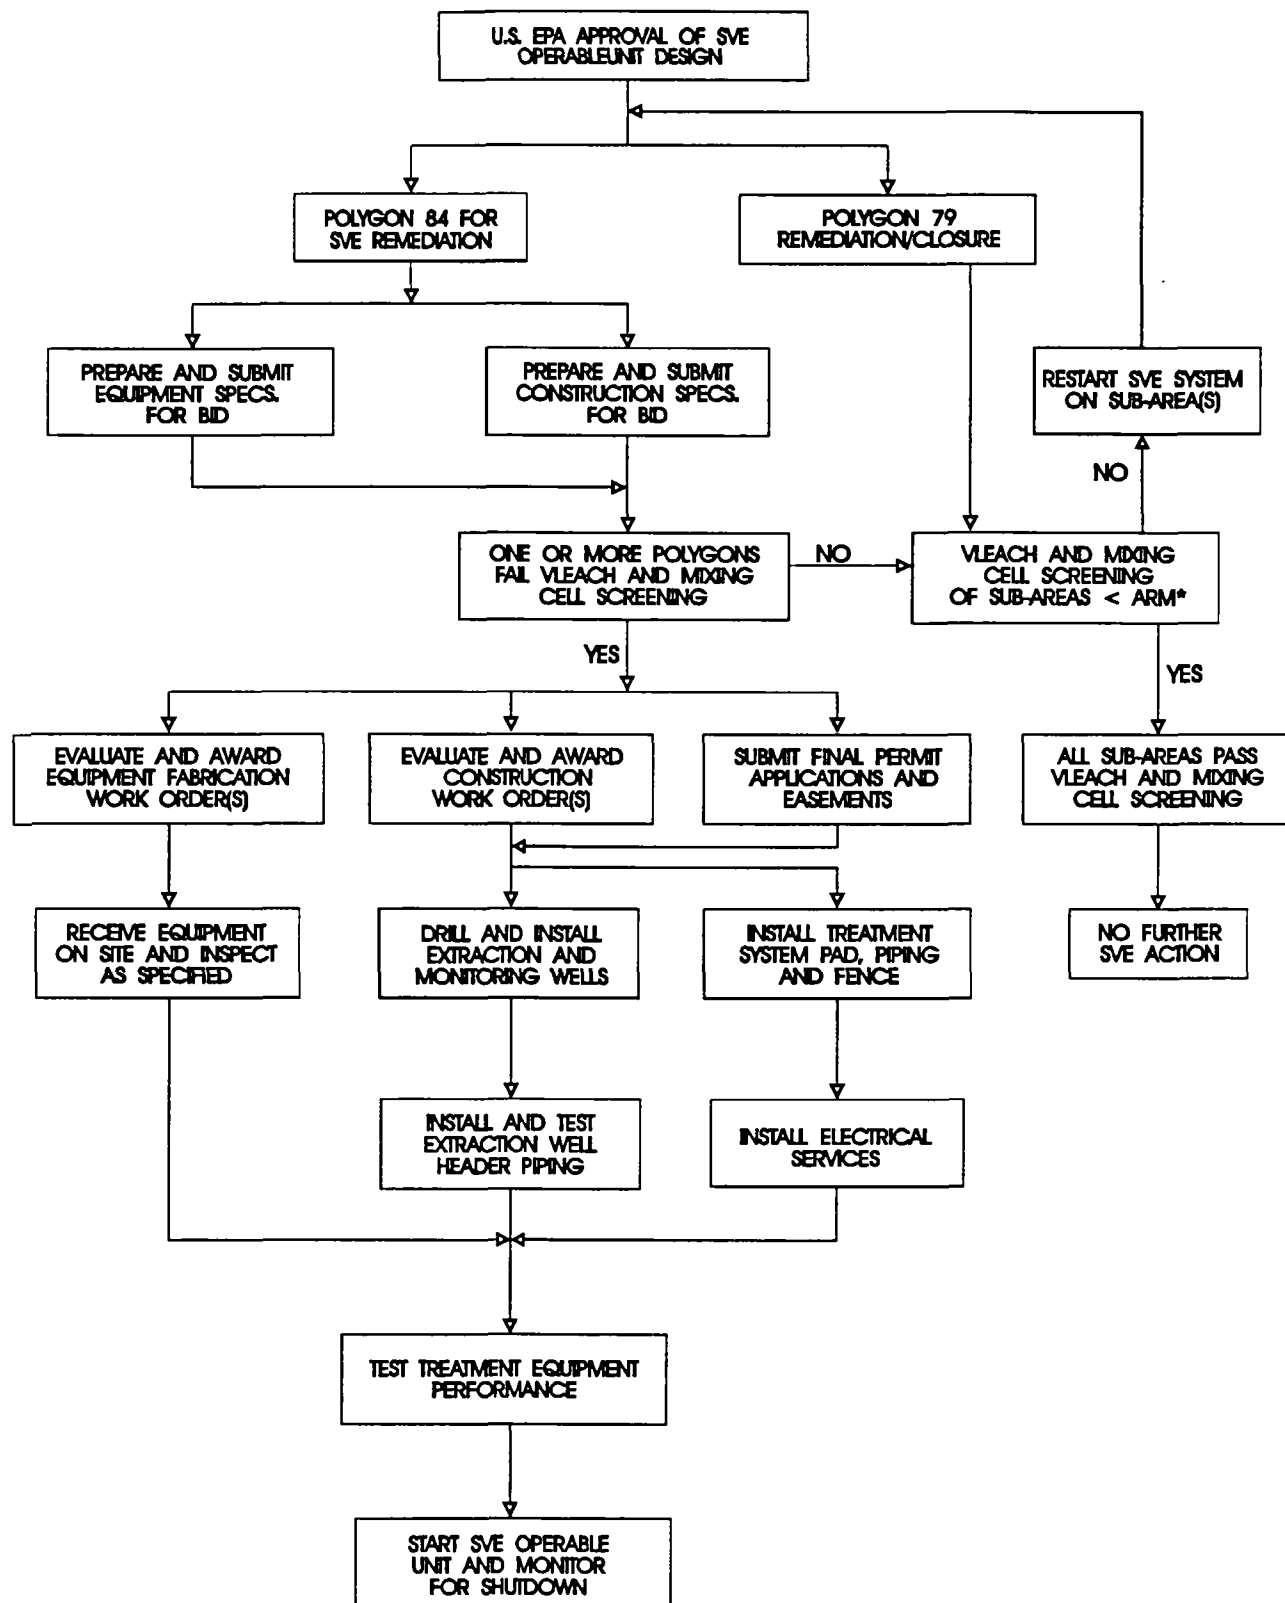 U.S. EPA APPROVAL OF SVE
OPERABLEUNIT DESIGN
POLYGON 84 FOR
SVE REMEDIATION
POLYGON 79
REMEDIATION/CLOSURE
PREPARE AND SUBMIT
EQUIPMENT SPECS.
FOR BID
PREPARE AND SUBMIT
CONSTRUCTION SPECS.
FOR BID
RESTART SVE SYSTEM
ON SUB-AREA(S)
NO
ONE OR MORE POLYGONS
FAIL VLEACH AND MIXING
CELL SCREENING
NO
VLEACH AND MIXING
CELL SCREENING
OF SUB-AREAS < ARM*
YES
YES
EVALUATE AND AWARD
EQUIPMENT FABRICATION
WORK ORDER(S)
EVALUATE AND AWARD
CONSTRUCTION
WORK ORDER(S)
SUBMIT FINAL PERMIT
APPLICATIONS AND
EASEMENTS
ALL SUB-AREAS PASS
VLEACH AND MIXING
CELL SCREENING
RECEIVE EQUIPMENT
ON SITE AND INSPECT
AS SPECIFIED
DRILL AND INSTALL
EXTRACTION AND
MONITORING WELLS
INSTALL TREATMENT
SYSTEM PAD, PIPING
AND FENCE
NO FURTHER
SVE ACTION
INSTALL AND TEST
EXTRACTION WELL
HEADER PIPING
INSTALL ELECTRICAL
SERVICES
TEST TREATMENT EQUIPMENT
PERFORMANCE
START SVE OPERABLE
UNIT AND MONITOR
FOR SHUTDOWN